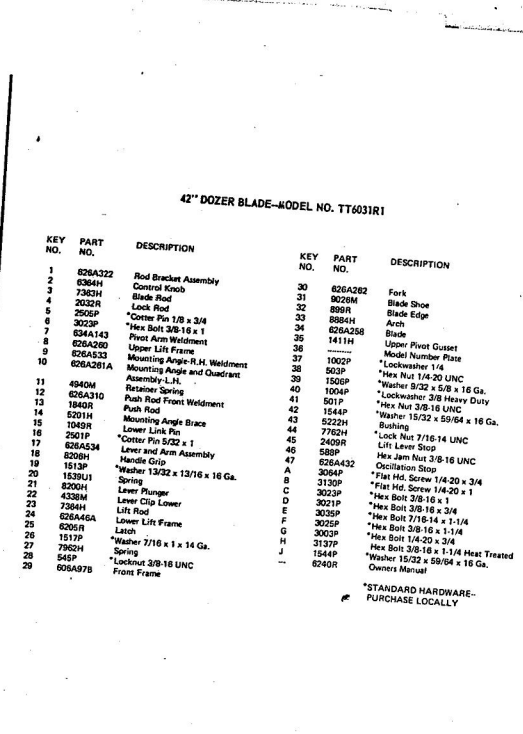 42" DOZER BLADE--MODEL NO. TT6031R1
KEY NO. PART NO. DESCRIPTION
1 626A322 Rod Bracket Assembly
2 6364H Control Knob
3 7363H Blade Rod
4 2032R Lock Rod
5 2505P *Cotter Pin 1/8 x 3/4
6 3023P *Hex Bolt 3/8-16 x 1
7 634A143 Pivot Arm Weldment
8 626A260 Upper Lift Frame
9 626A533 Mounting Angle-R.H. Weldment
10 626A261A Mounting Angle and Quadrant
Assembly-L.H.
11 4940M Retainer Spring
12 626A310 Push Rod Front Weldment
13 1840R Push Rod
14 5201H Mounting Angle Brace
15 1049R Lower Link Pin
16 2501P *Cotter Pin 5/32 x 1
17 626A534 Lever and Arm Assembly
18 8206H Handle Grip
19 1513P *Washer 13/32 x 13/16 x 16 Ga.
20 1539U1 Spring
21 8200H Lever Plunger
22 4338M Lever Clip Lower
23 7364H Lift Rod
24 626A46A Lower Lift Frame
25 6205R Latch
26 1517P *Washer 7/16 x 1 x 14 Ga.
27 7962H Spring
28 545P *Locknut 3/8-16 UNC
29 606A97B Front Frame
KEY NO. PART NO. DESCRIPTION
30 626A262 Fork
31 9026M Blade Shoe
32 899R Blade Edge
33 8884H Arch
34 626A258 Blade
35 1411H Upper Pivot Gusset
36 ---------- Model Number Plate
37 1002P *Lockwasher 1/4
38 503P *Hex Nut 1/4-20 UNC
39 1506P *Washer 9/32 x 5/8 x 16 Ga.
40 1004P *Lockwasher 3/8 Heavy Duty
41 501P *Hex Nut 3/8-16 UNC
42 1544P *Washer 15/32 x 59/64 x 16 Ga.
43 5222H Bushing
44 7762H *Lock Nut 7/16-14 UNC
45 2409R Lift Lever Stop
46 588P Hex Jam Nut 3/8-16 UNC
47 626A432 Oscillation Stop
A 3064P *Flat Hd. Screw 1/4-20 x 3/4
B 3130P *Flat Hd. Screw 1/4-20 x 1
C 3023P *Hex Bolt 3/8-16 x 1
D 3021P *Hex Bolt 3/8-16 x 3/4
E 3035P *Hex Bolt 7/16-14 x 1-1/4
F 3025P *Hex Bolt 3/8-16 x 1-1/4
G 3003P *Hex Bolt 1/4-20 x 3/4
H 3137P Hex Bolt 3/8-16 x 1-1/4 Heat Treated
J 1544P *Washer 15/32 x 59/64 x 16 Ga.
--- 6240R Owners Manual
*STANDARD HARDWARE--
PURCHASE LOCALLY